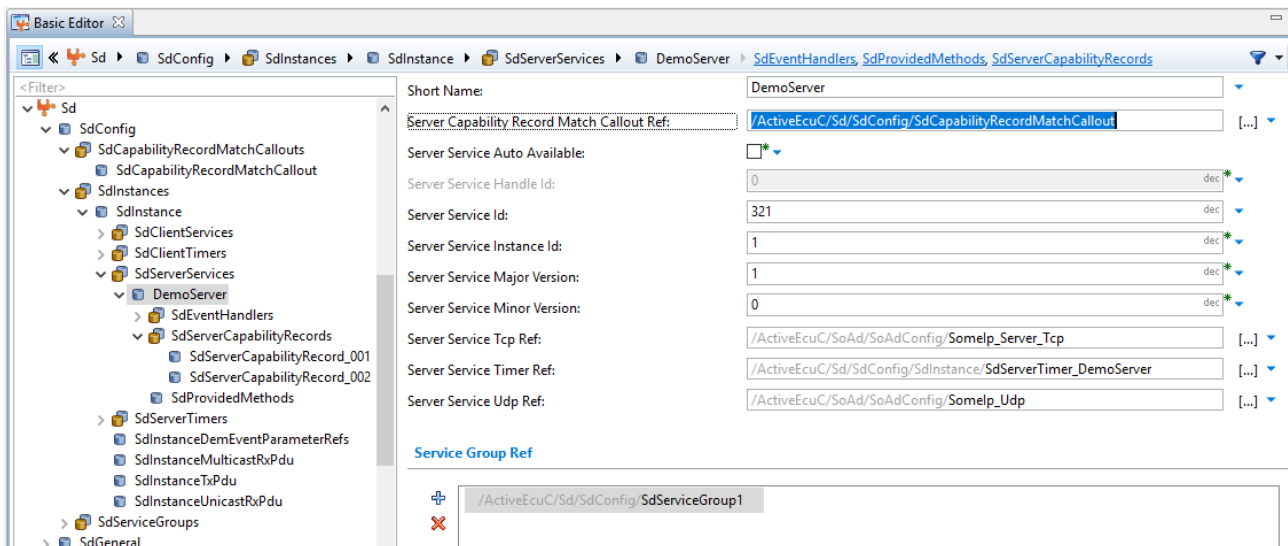 Basic Editor
Sd SdConfig SdInstances SdInstance SdServerServices DemoServer SdEventHandlers, SdProvidedMethods, SdServerCapabilityRecords
<Filter>
Sd
SdConfig
SdCapabilityRecordMatchCallouts
SdCapabilityRecordMatchCallout
SdInstances
SdInstance
SdClientServices
SdClientTimers
SdServerServices
DemoServer
SdEventHandlers
SdServerCapabilityRecords
SdServerCapabilityRecord_001
SdServerCapabilityRecord_002
SdProvidedMethods
SdServerTimers
SdInstanceDemEventParameterRefs
SdInstanceMulticastRxPdu
SdInstanceTxPdu
SdInstanceUnicastRxPdu
SdServiceGroups
SdGeneral
Short Name: DemoServer
Server Capability Record Match Callout Ref: /ActiveEcuC/Sd/SdConfig/SdCapabilityRecordMatchCallout [...]
Server Service Auto Available:
Server Service Handle Id: 0 dec
Server Service Id: 321 dec
Server Service Instance Id: 1 dec
Server Service Major Version: 1 dec
Server Service Minor Version: 0 dec
Server Service Tcp Ref: /ActiveEcuC/SoAd/SoAdConfig/SomeIp_Server_Tcp [...]
Server Service Timer Ref: /ActiveEcuC/Sd/SdConfig/SdInstance/SdServerTimer_DemoServer [...]
Server Service Udp Ref: /ActiveEcuC/SoAd/SoAdConfig/SomeIp_Udp [...]
Service Group Ref
/ActiveEcuC/Sd/SdConfig/SdServiceGroup1